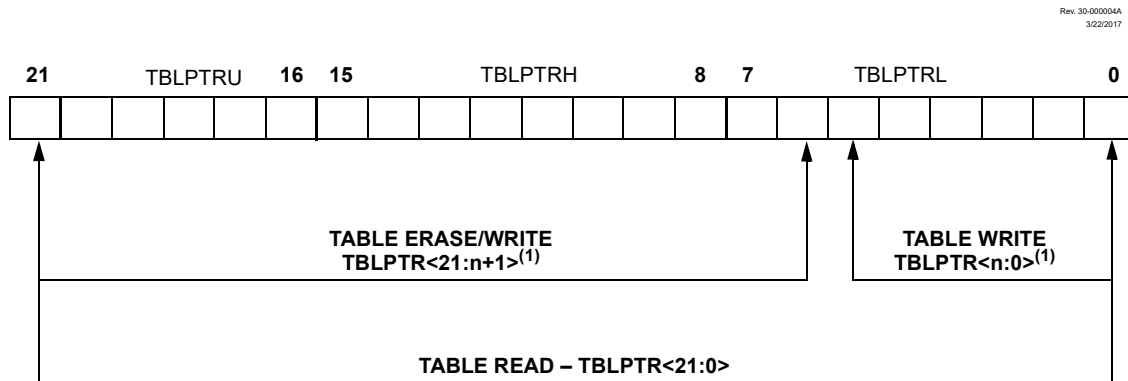 Rev. 30-000004A
3/22/2017
21 TBLPTRU 16 15 TBLPTRH 8 7 TBLPTRL 0
TABLE ERASE/WRITE
TBLPTR<21:n+1>(1)
TABLE WRITE
TBLPTR<n:0>(1)
TABLE READ – TBLPTR<21:0>